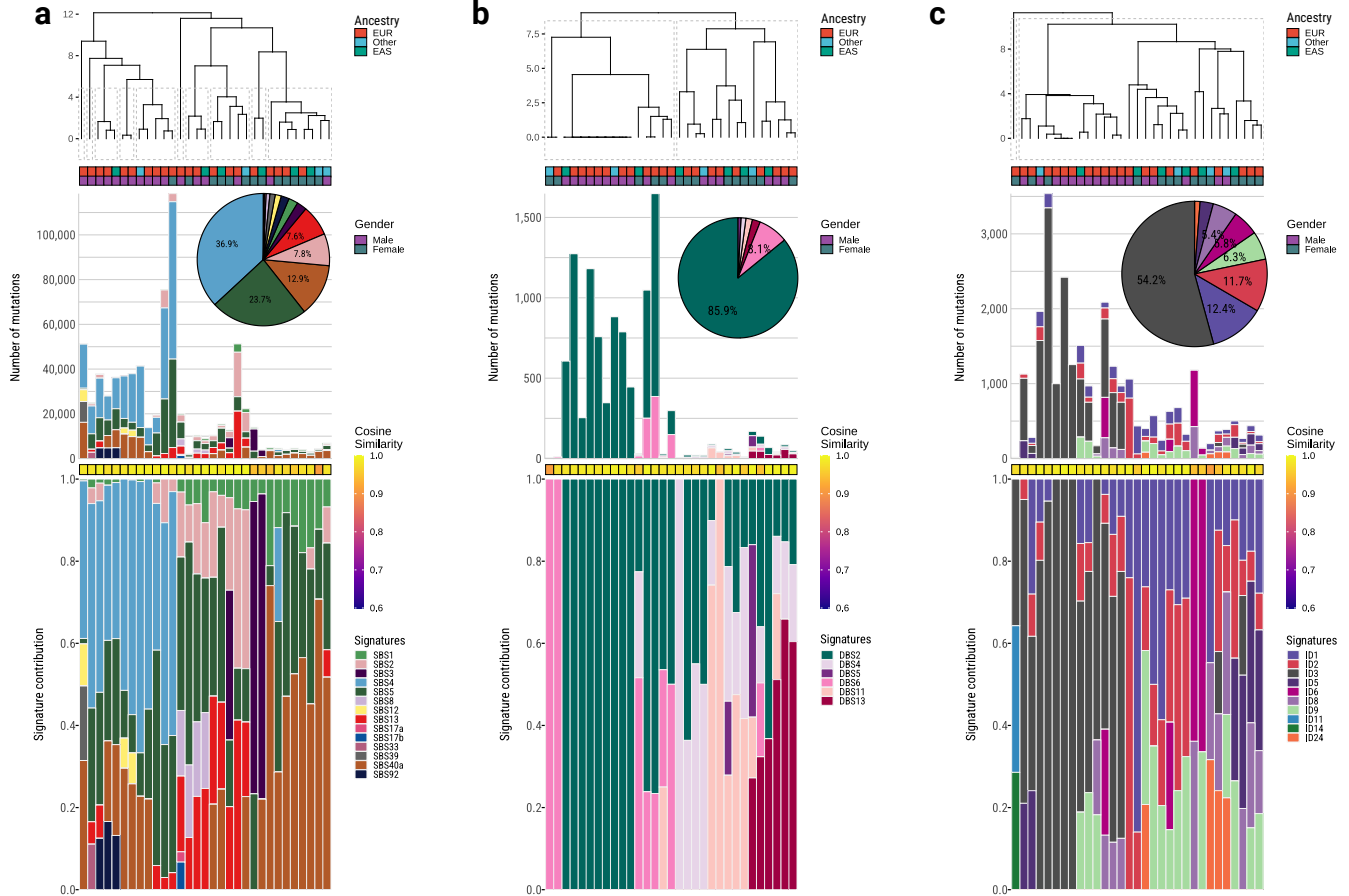 a
12
8
4
0
Ancestry
EUR
Other
EAS
Number of mutations
100,000
80,000
60,000
40,000
20,000
0
36.9%
7.6%
7.8%
12.9%
23.7%
Gender
Male
Female
Cosine
Similarity
1.0
0.9
0.8
0,7
0,6
Signature contribution
1.0
0.8
0.6
0.4
0.2
0.0
Signatures
SBS1
SBS2
SBS3
SBS4
SBS5
SBS8
SBS12
SBS13
SBS17a
SBS17b
SBS33
SBS39
SBS40a
SBS92
b
7.5
5.0
2.5
0.0
Ancestry
EUR
Other
EAS
Number of mutations
1,500
1,000
500
0
8.1%
85.9%
Gender
Male
Female
Cosine
Similarity
1.0
0.9
0.8
0,7
0,6
Signature contribution
1.0
0.8
0.6
0.4
0.2
0.0
Signatures
DBS2
DBS4
DBS5
DBS6
DBS11
DBS13
c
8
4
0
Ancestry
EUR
Other
EAS
Number of mutations
3,000
2,000
1,000
0
5.4%
5.8%
6.3%
11.7%
12.4%
54.2%
Gender
Male
Female
Cosine
Similarity
1.0
0.9
0.8
0,7
0,6
Signature contribution
1.0
0.8
0.6
0.4
0.2
0.0
Signatures
ID1
ID2
ID3
ID5
ID6
ID8
ID9
ID11
ID14
ID24